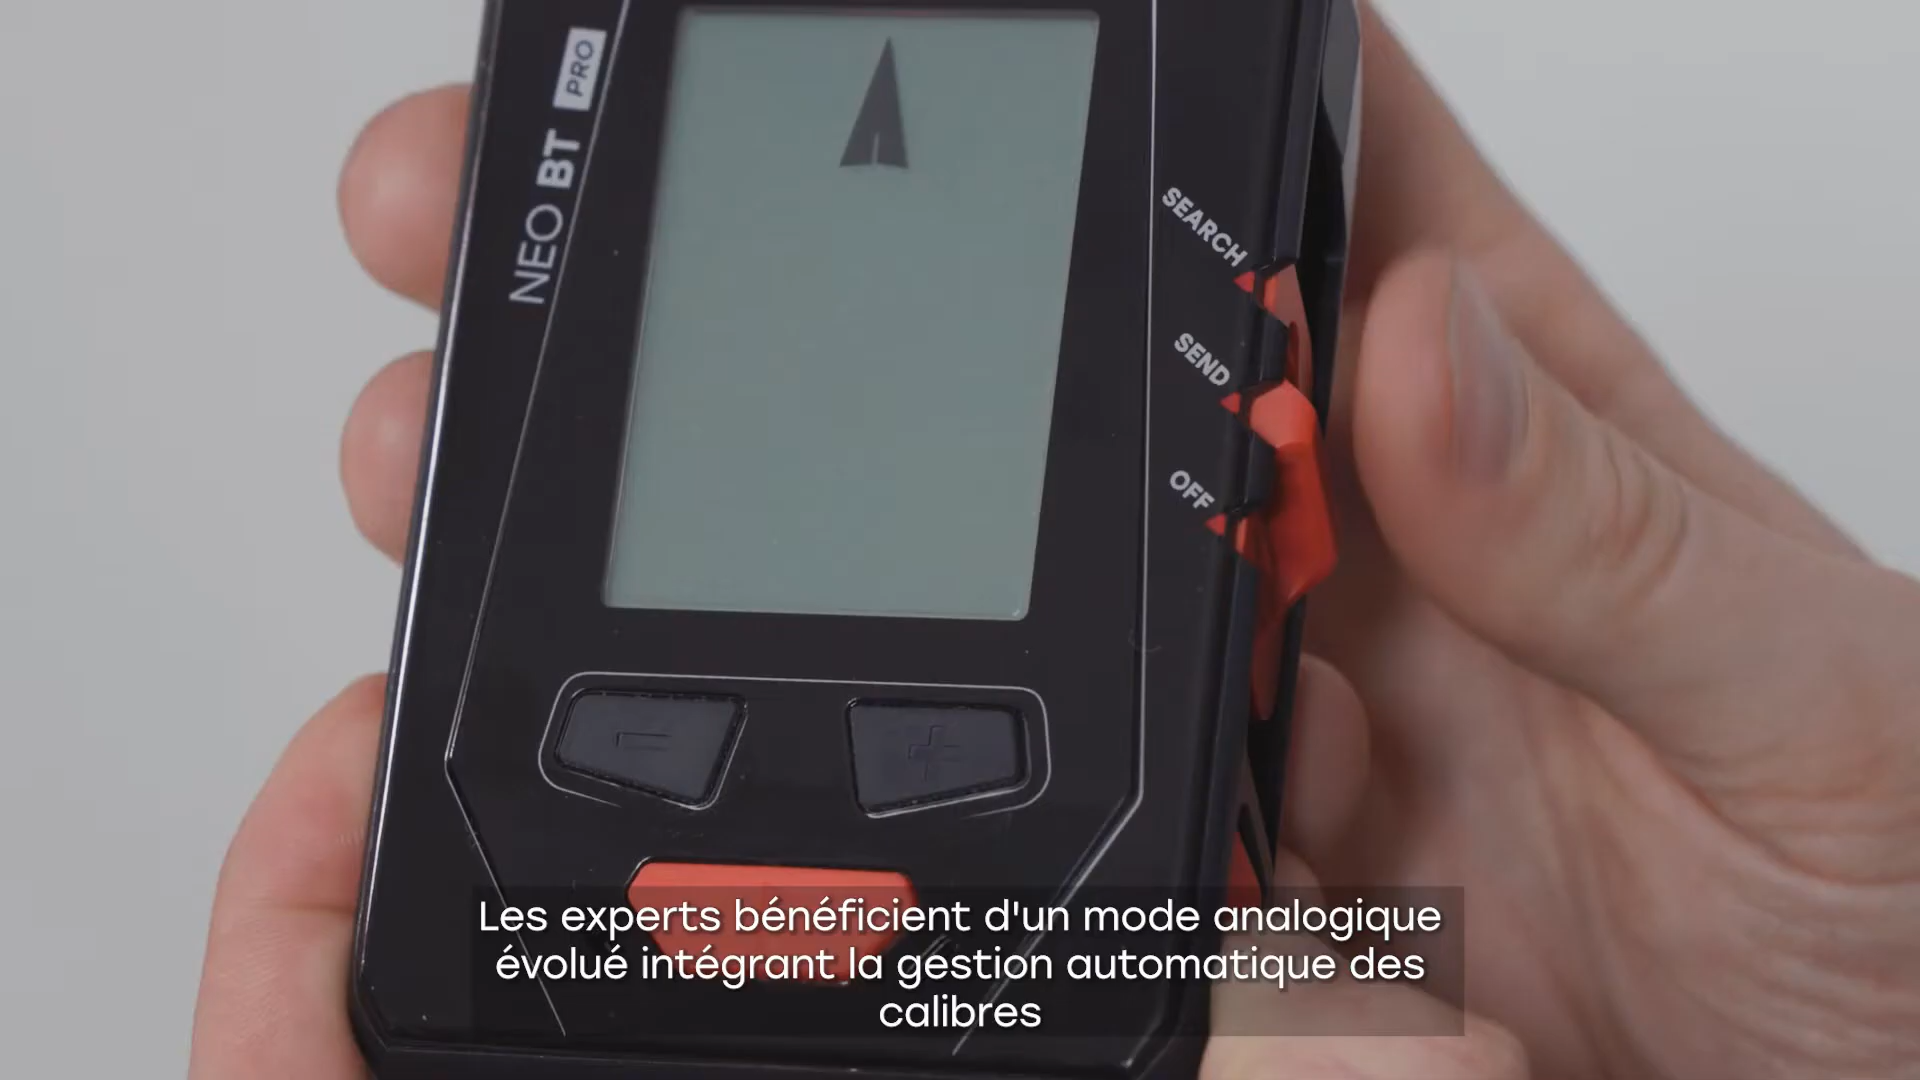 NEO BT PRO
SEARCH
SEND
OFF
Les experts bénéficient d'un mode analogique
évolué intégrant la gestion automatique des
calibres